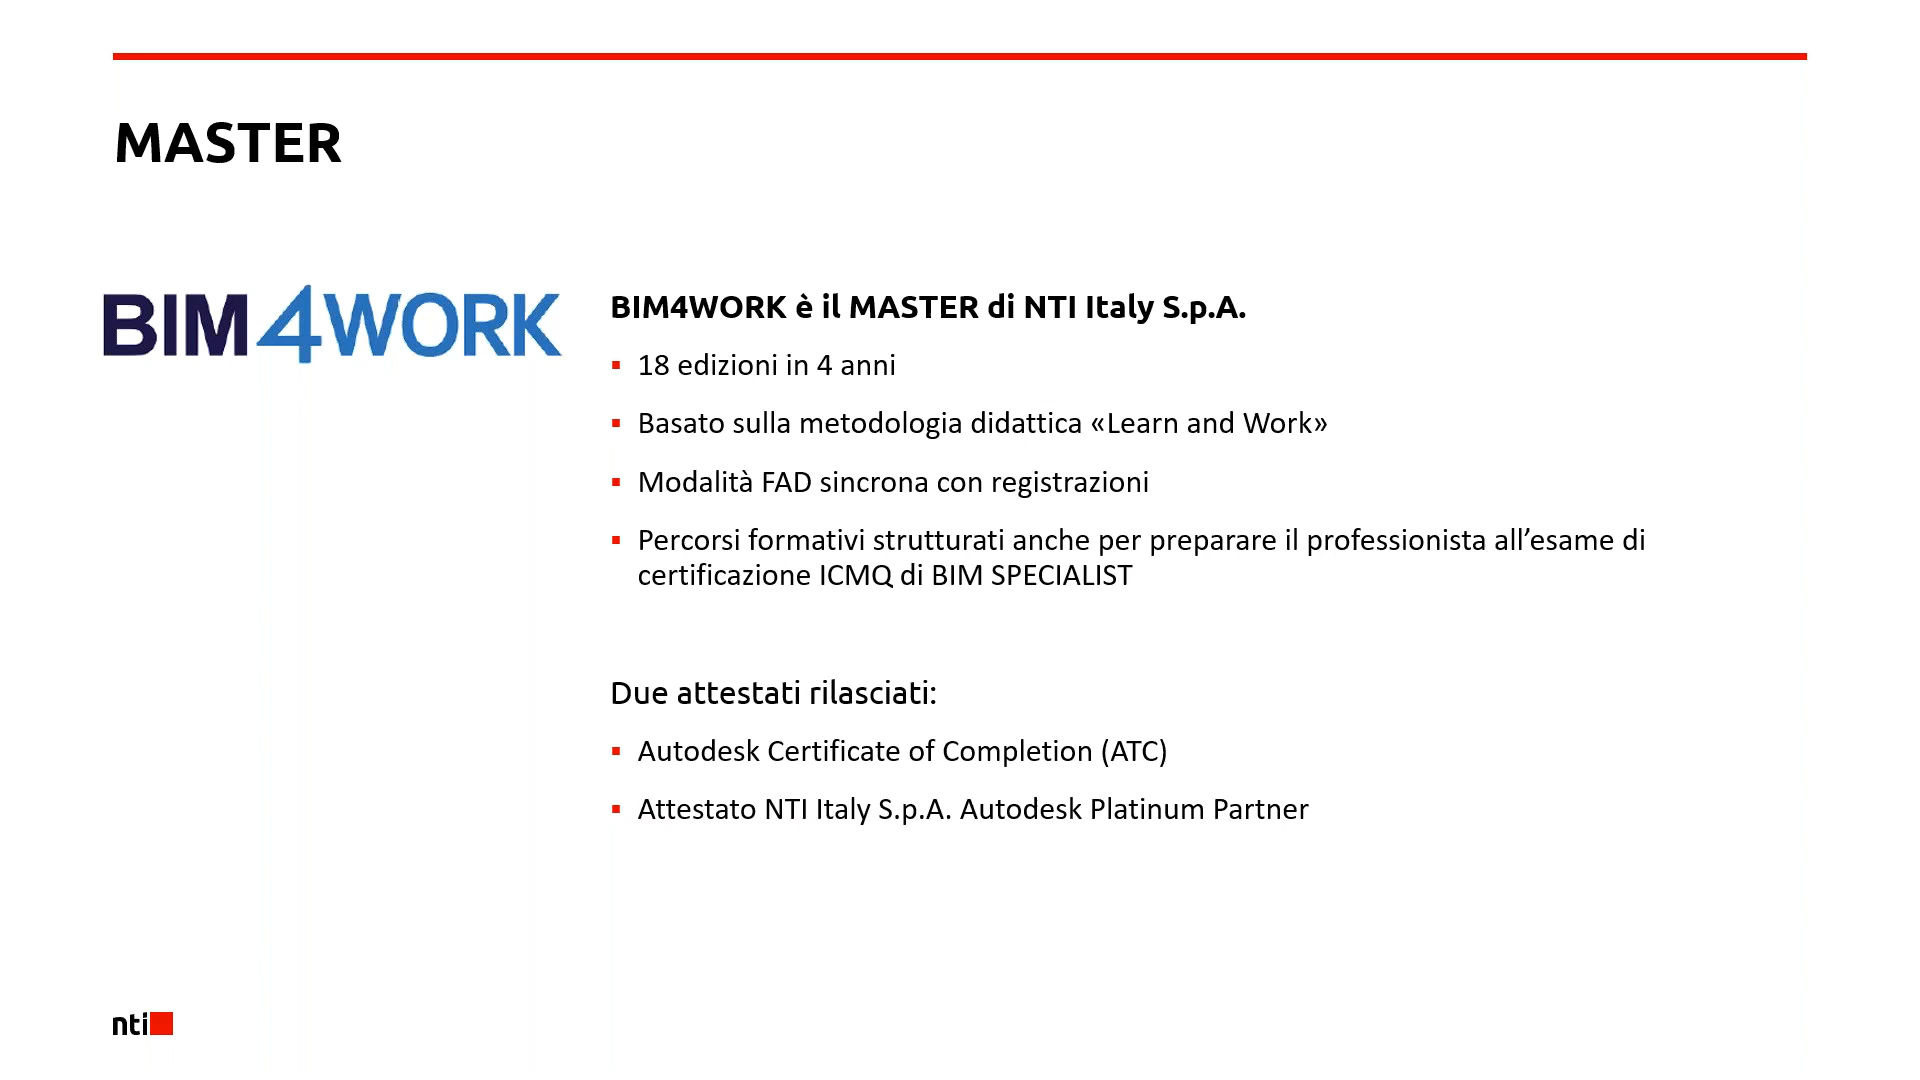 MASTER
BIM4WORK
BIM4WORK è il MASTER di NTI Italy S.p.A.
▪ 18 edizioni in 4 anni
▪ Basato sulla metodologia didattica «Learn and Work»
▪ Modalità FAD sincrona con registrazioni
▪ Percorsi formativi strutturati anche per preparare il professionista all’esame di
certificazione ICMQ di BIM SPECIALIST
Due attestati rilasciati:
▪ Autodesk Certificate of Completion (ATC)
▪ Attestato NTI Italy S.p.A. Autodesk Platinum Partner
nti